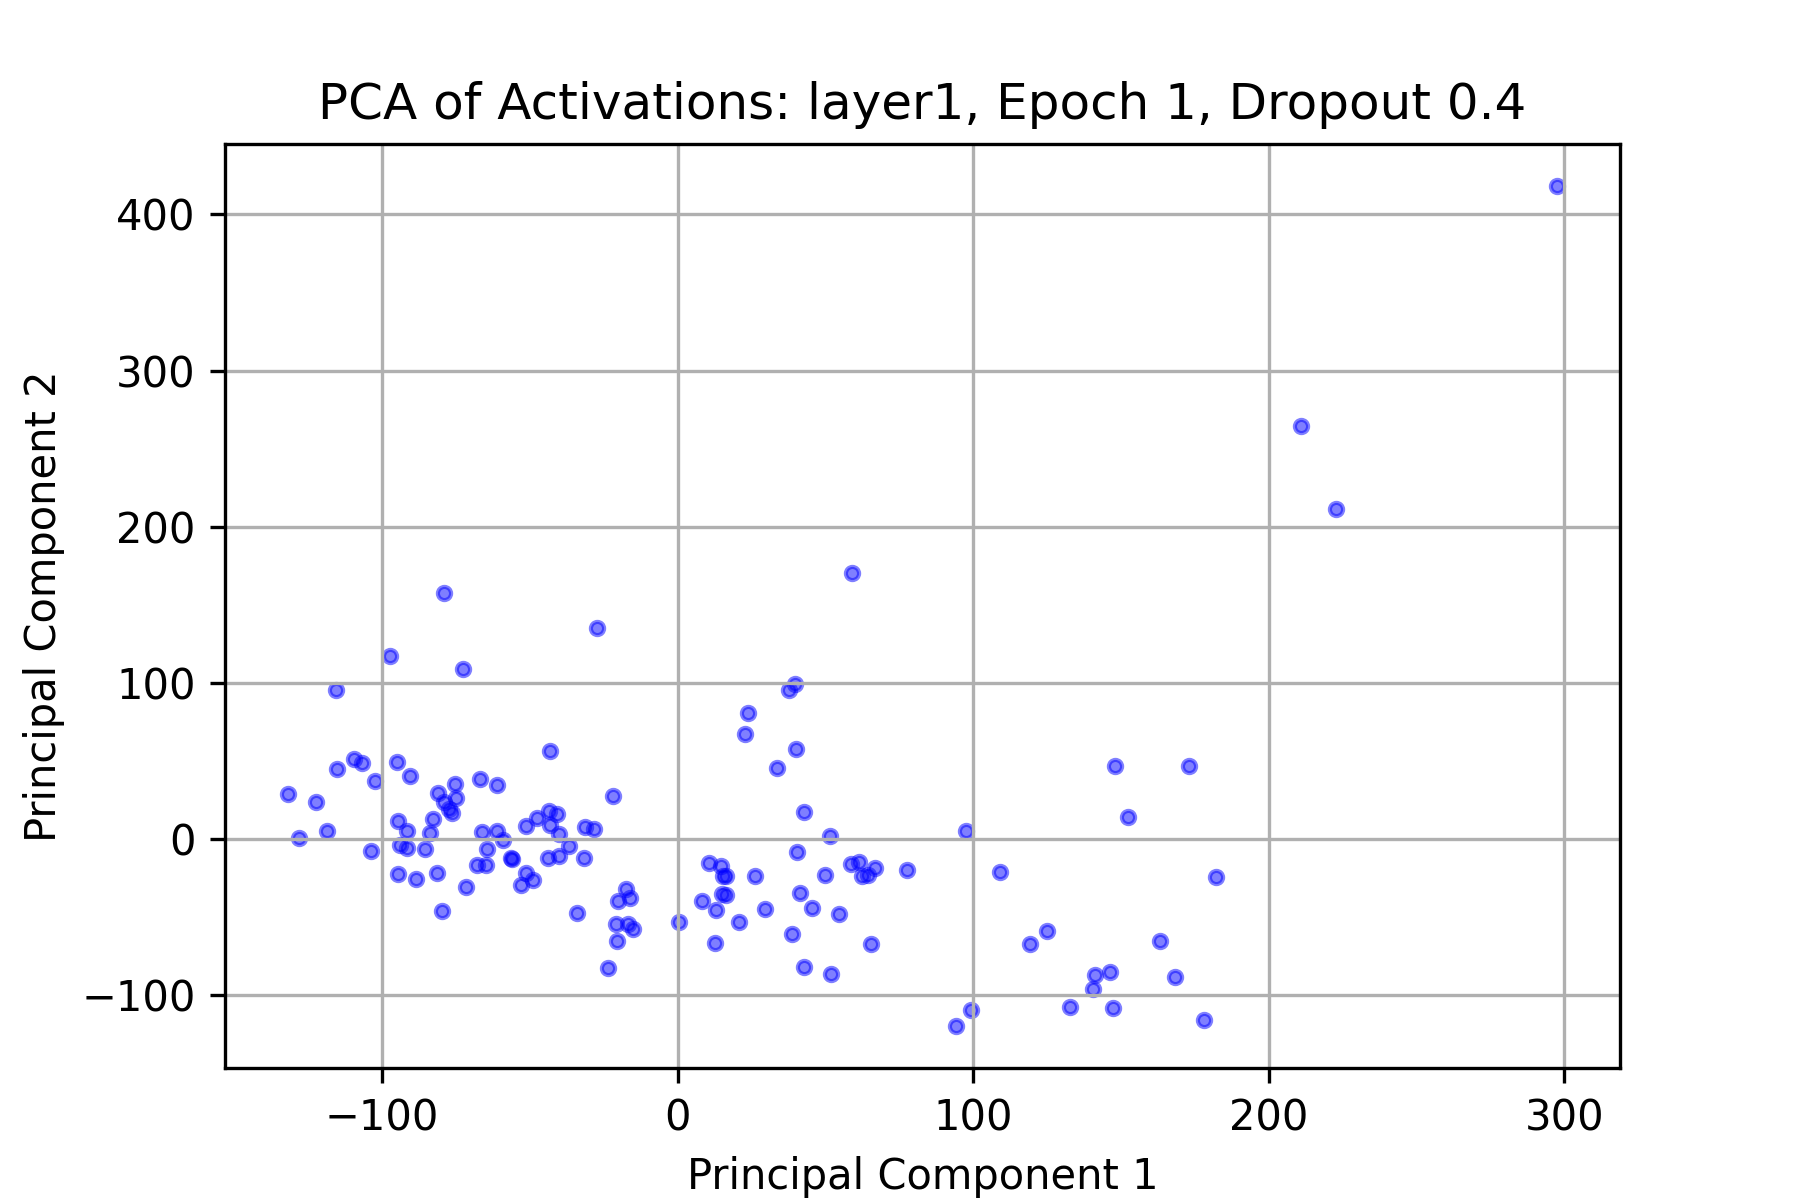 PCA of Activations: layer1, Epoch 1, Dropout 0.4
400
300
200
100
0
−100
Principal Component 2
−100 0 100 200 300
Principal Component 1